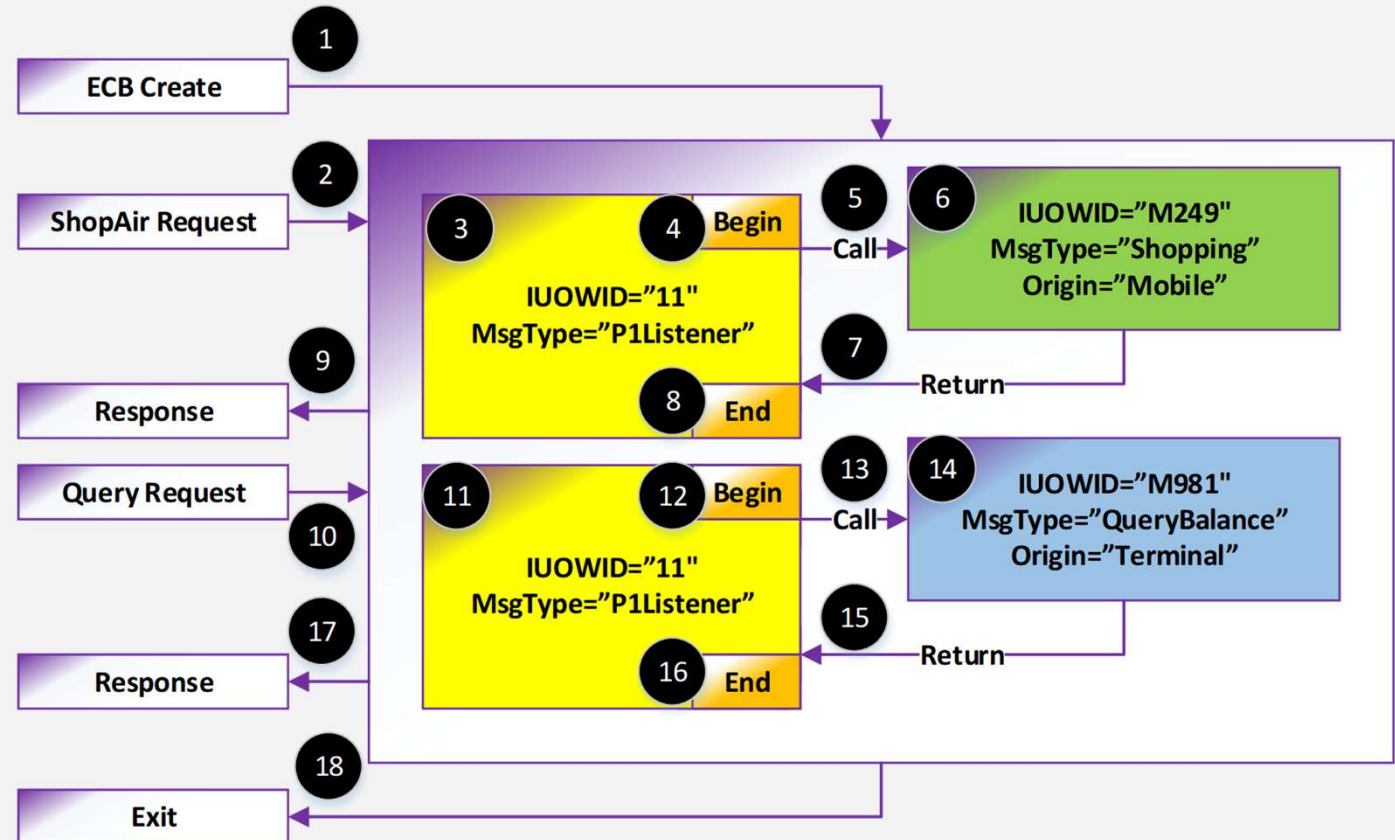 1
ECB Create
2
ShopAir Request
3
4
Begin
5
Call
6
IUOWID=”M249"
MsgType=”Shopping”
Origin=”Mobile”
IUOWID=”11"
MsgType=”P1Listener”
7
Return
8
End
9
Response
Query Request
10
11
12
Begin
13
Call
14
IUOWID=”M981"
MsgType=”QueryBalance”
Origin=”Terminal”
IUOWID=”11"
MsgType=”P1Listener”
15
Return
16
End
17
Response
18
Exit